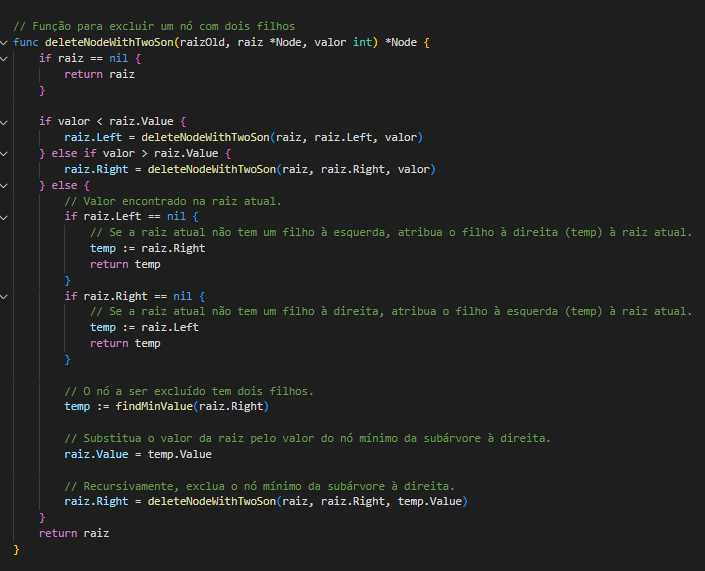 // Função para excluir um nó com dois filhos
func deleteNodeWithTwoSon(raizOld, raiz *Node, valor int) *Node {
    if raiz == nil {
        return raiz
    }

    if valor < raiz.Value {
        raiz.Left = deleteNodeWithTwoSon(raiz, raiz.Left, valor)
    } else if valor > raiz.Value {
        raiz.Right = deleteNodeWithTwoSon(raiz, raiz.Right, valor)
    } else {
        // Valor encontrado na raiz atual.
        if raiz.Left == nil {
            // Se a raiz atual não tem um filho à esquerda, atribua o filho à direita (temp) à raiz atual.
            temp := raiz.Right
            return temp
        }
        if raiz.Right == nil {
            // Se a raiz atual não tem um filho à direita, atribua o filho à esquerda (temp) à raiz atual.
            temp := raiz.Left
            return temp
        }

        // O nó a ser excluído tem dois filhos.
        temp := findMinValue(raiz.Right)

        // Substitua o valor da raiz pelo valor do nó mínimo da subárvore à direita.
        raiz.Value = temp.Value

        // Recursivamente, exclua o nó mínimo da subárvore à direita.
        raiz.Right = deleteNodeWithTwoSon(raiz, raiz.Right, temp.Value)
    }
    return raiz
}